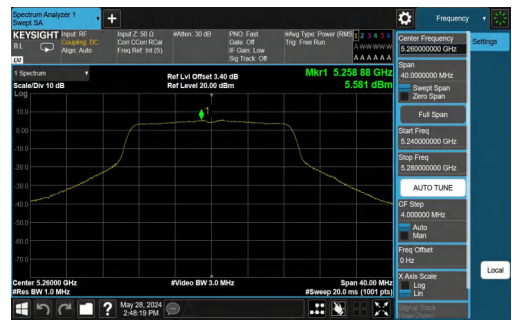 Spectrum Analyzer 1
Swept SA
Frequency
KEYSIGHT
RL
LV
Input: RF
Coupling: DC
Align: Auto
Input Z: 50 Ω
Corr CCorr RCal
Freq Ref: Int (S)
#Atten: 30 dB
PNO: Fast
Gate: Off
IF Gain: Low
Sig Track: Off
#Avg Type: Power (RMS
Trig: Free Run
1 2 3 4 5 6
A W W W W W
A A A A A A
Center Frequency
5.260000000 GHz
Settings
Span
40.0000000 MHz
Swept Span
Zero Span
Full Span
Start Freq
5.240000000 GHz
Stop Freq
5.280000000 GHz
AUTO TUNE
CF Step
4.000000 MHz
Auto
Man
Freq Offset
0 Hz
X Axis Scale
Log
Lin
Signal Track
Local
1 Spectrum
Scale/Div 10 dB
Log
Ref Lvl Offset 3.40 dB
Ref Level 20.00 dBm
Mkr1 5.258 88 GHz
5.581 dBm
1
10.0
0.00
-10.0
-20.0
-30.0
-40.0
-50.0
-60.0
-70.0
Center 5.26000 GHz
#Res BW 1.0 MHz
#Video BW 3.0 MHz
Span 40.00 MHz
#Sweep 20.0 ms (1001 pts)
May 28, 2024
2:48:19 PM